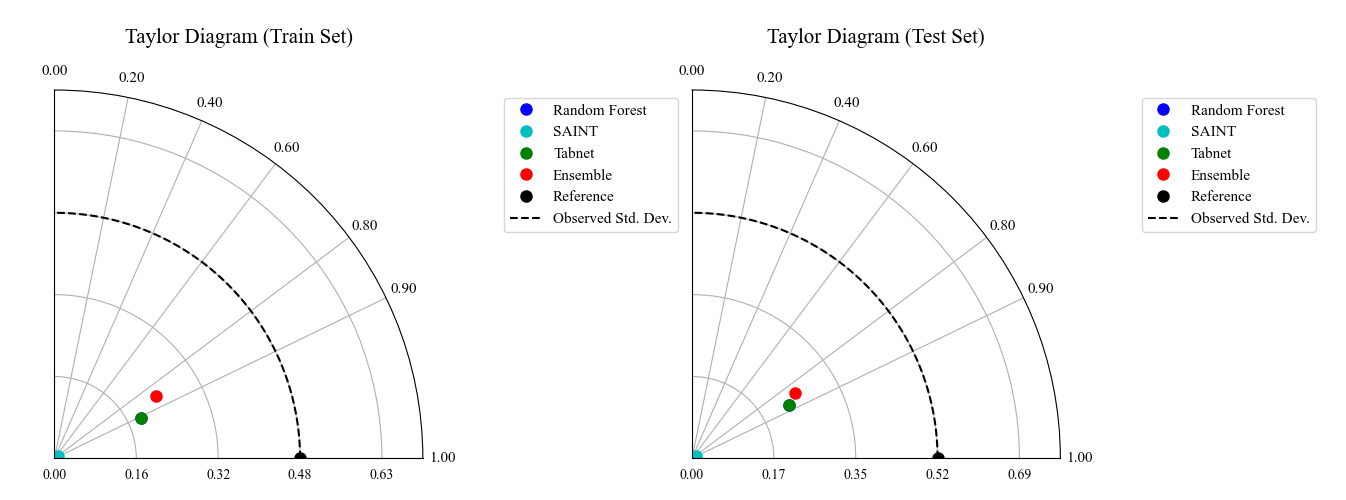 Taylor Diagram (Train Set)
0.00
0.20
0.40
0.60
0.80
0.90
1.00
0.00
0.16
0.32
0.48
0.63
Random Forest
SAINT
Tabnet
Ensemble
Reference
Observed Std. Dev.
Taylor Diagram (Test Set)
0.00
0.20
0.40
0.60
0.80
0.90
1.00
0.00
0.17
0.35
0.52
0.69
Random Forest
SAINT
Tabnet
Ensemble
Reference
Observed Std. Dev.